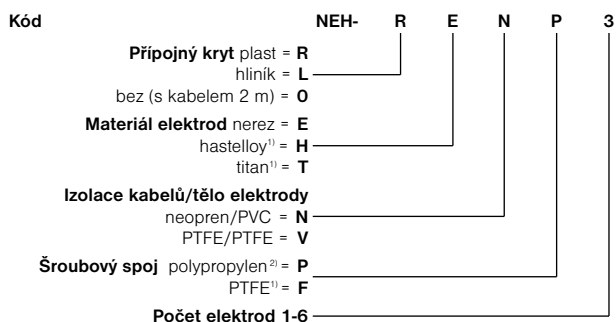 Kód NEH- R E N P 3
Přípojný kryt plast = R
hliník = L
bez (s kabelem 2 m) = 0
Materiál elektrod nerez = E
hastelloy¹⁾ = H
titan¹⁾ = T
Izolace kabelů/tělo elektrody
neopren/PVC = N
PTFE/PTFE = V
Šroubový spoj polypropylen²⁾ = P
PTFE¹⁾ = F
Počet elektrod 1-6